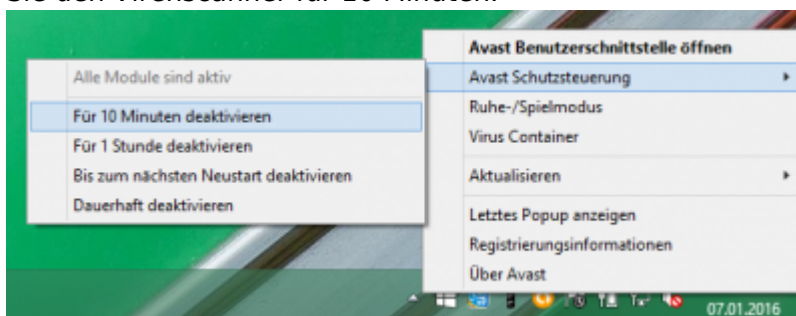 Sie den Virenscanner für 10 Minuten.
Avast Benutzerschnittstelle öffnen
Avast Schutzsteuerung
Ruhe-/Spielmodus
Virus Container
Aktualisieren
Letztes Popup anzeigen
Registrierungsinformationen
Über Avast
Alle Module sind aktiv
Für 10 Minuten deaktivieren
Für 1 Stunde deaktivieren
Bis zum nächsten Neustart deaktivieren
Dauerhaft deaktivieren
07.01.2016